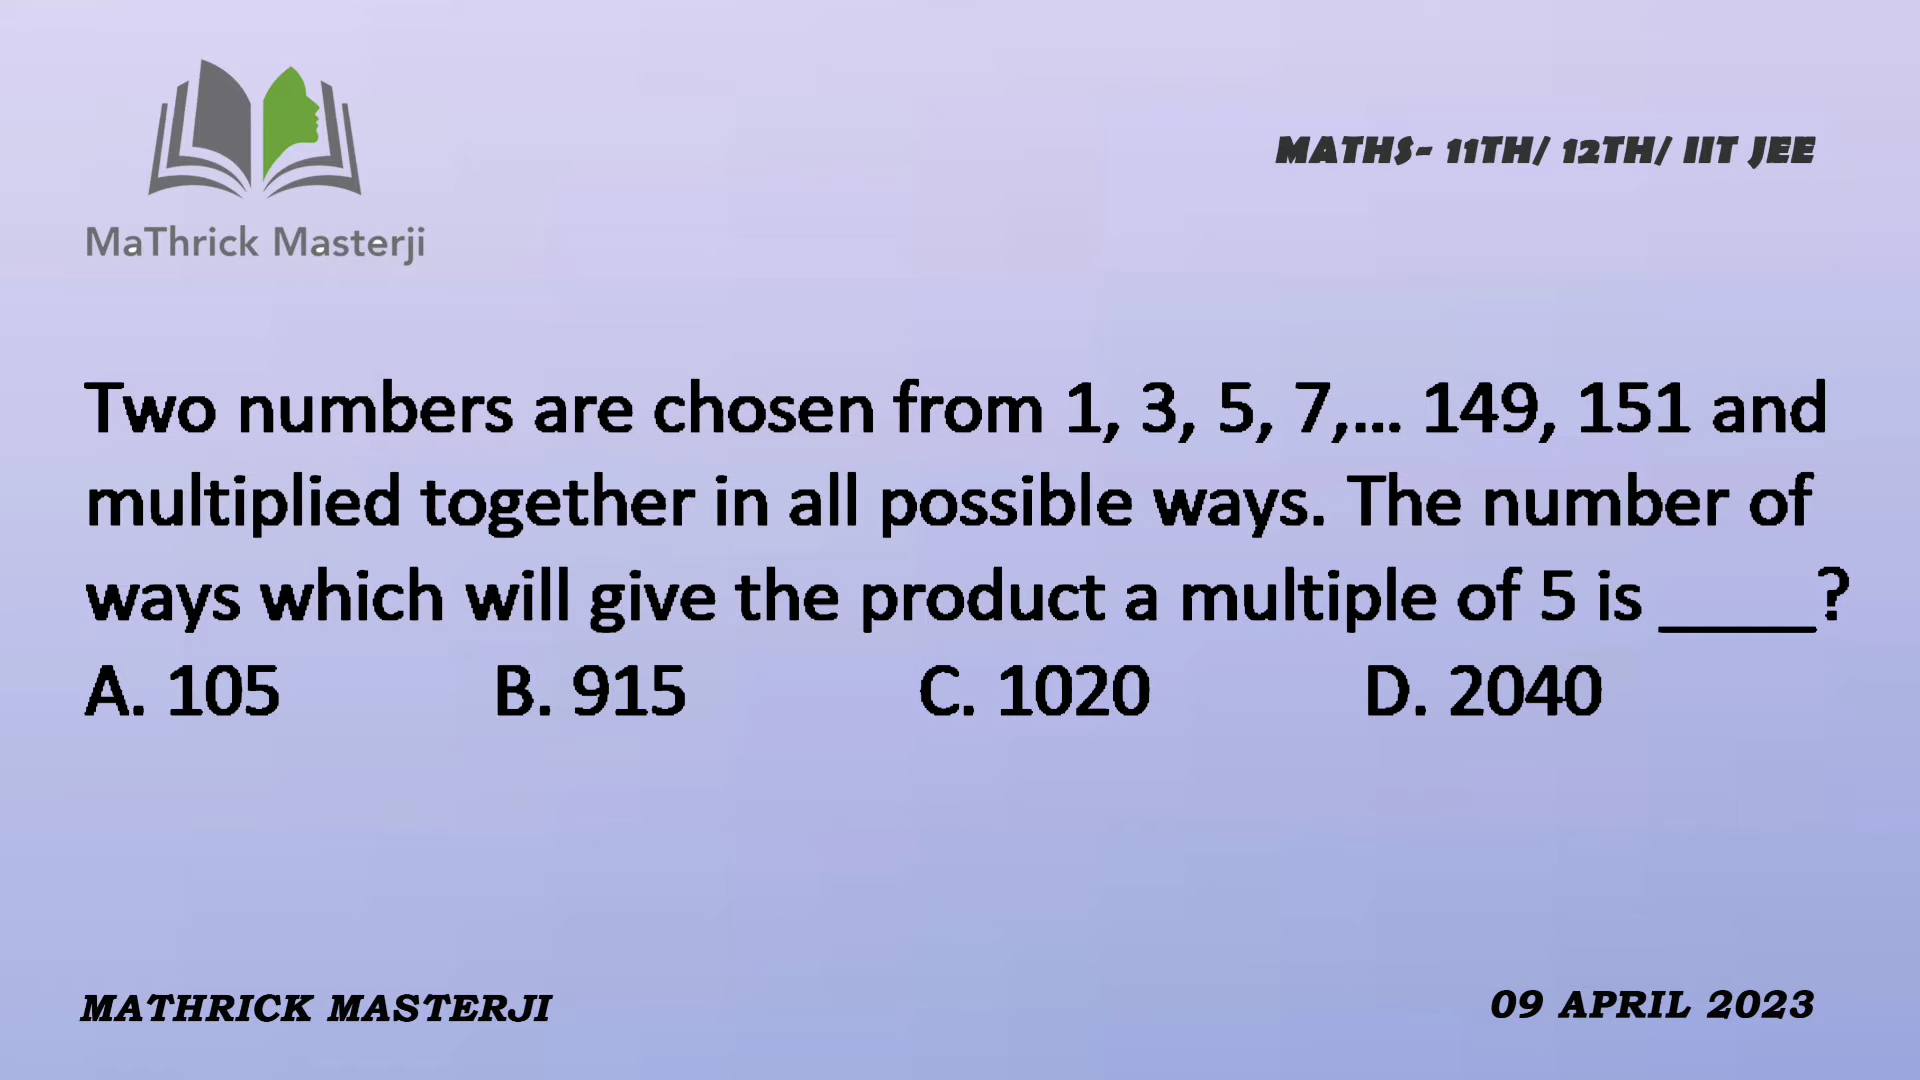 MaThrick Masterji
MATHS- 11TH/ 12TH/ IIT JEE
Two numbers are chosen from 1, 3, 5, 7,... 149, 151 and
multiplied together in all possible ways. The number of
ways which will give the product a multiple of 5 is _____?
A. 105 B. 915 C. 1020 D. 2040
MATHRICK MASTERJI
09 APRIL 2023